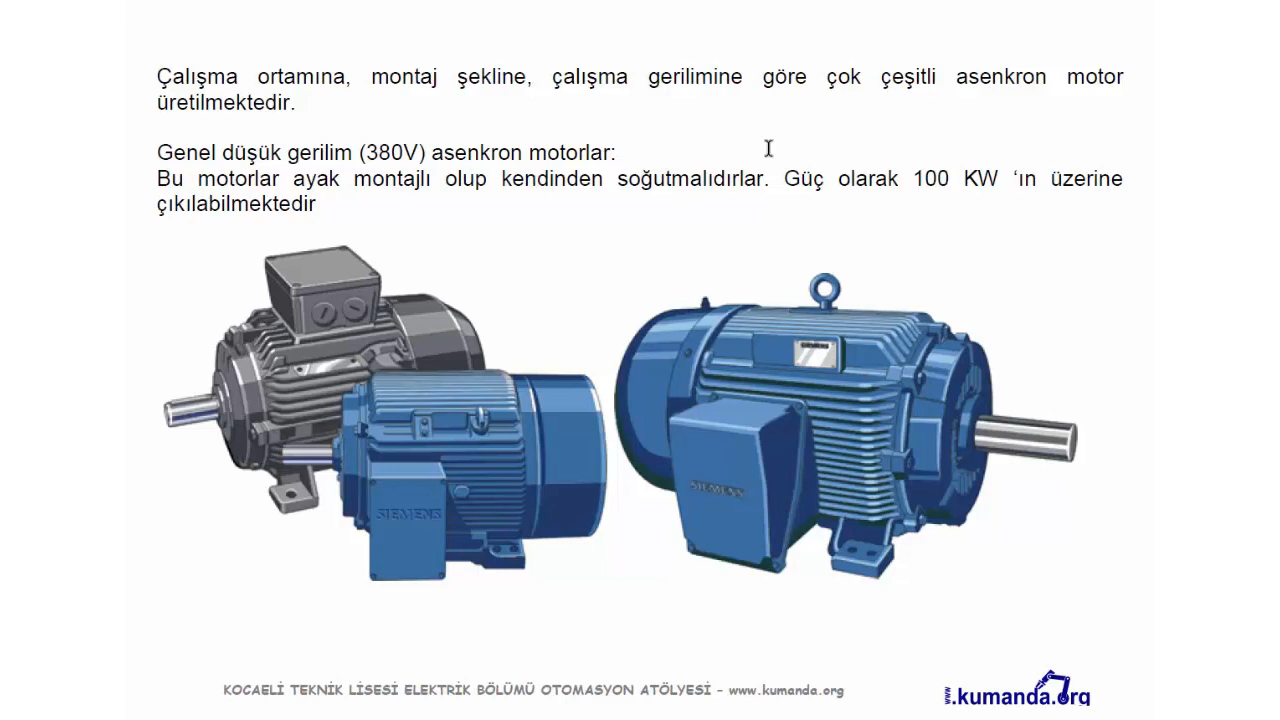 Çalışma ortamına, montaj şekline, çalışma gerilimine göre çok çeşitli asenkron motor
üretilmektedir.
Genel düşük gerilim (380V) asenkron motorlar:
Bu motorlar ayak montajlı olup kendinden soğutmalıdırlar. Güç olarak 100 KW ‘ın üzerine
çıkılabilmektedir
SIEMENS
SIEMENS
SIEMENS
KOCAELİ TEKNİK LİSESİ ELEKTRİK BÖLÜMÜ OTOMASYON ATÖLYESİ - www.kumanda.org
www.kumanda.org